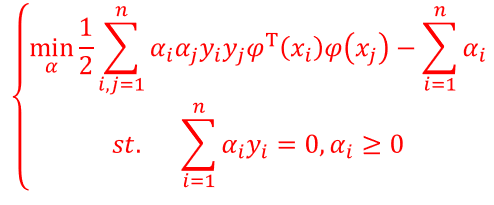 min_α 1/2 ∑_{i,j=1}^{n} α_i α_j y_i y_j φ^T(x_i)φ(x_j) − ∑_{i=1}^{n} α_i
st. ∑_{i=1}^{n} α_i y_i = 0, α_i ≥ 0